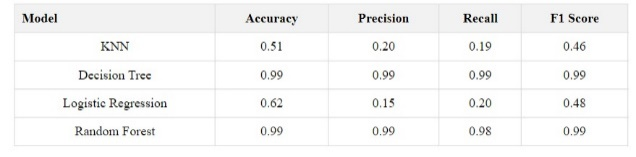 Model Accuracy Precision Recall F1 Score
KNN 0.51 0.20 0.19 0.46
Decision Tree 0.99 0.99 0.99 0.99
Logistic Regression 0.62 0.15 0.20 0.48
Random Forest 0.99 0.99 0.98 0.99